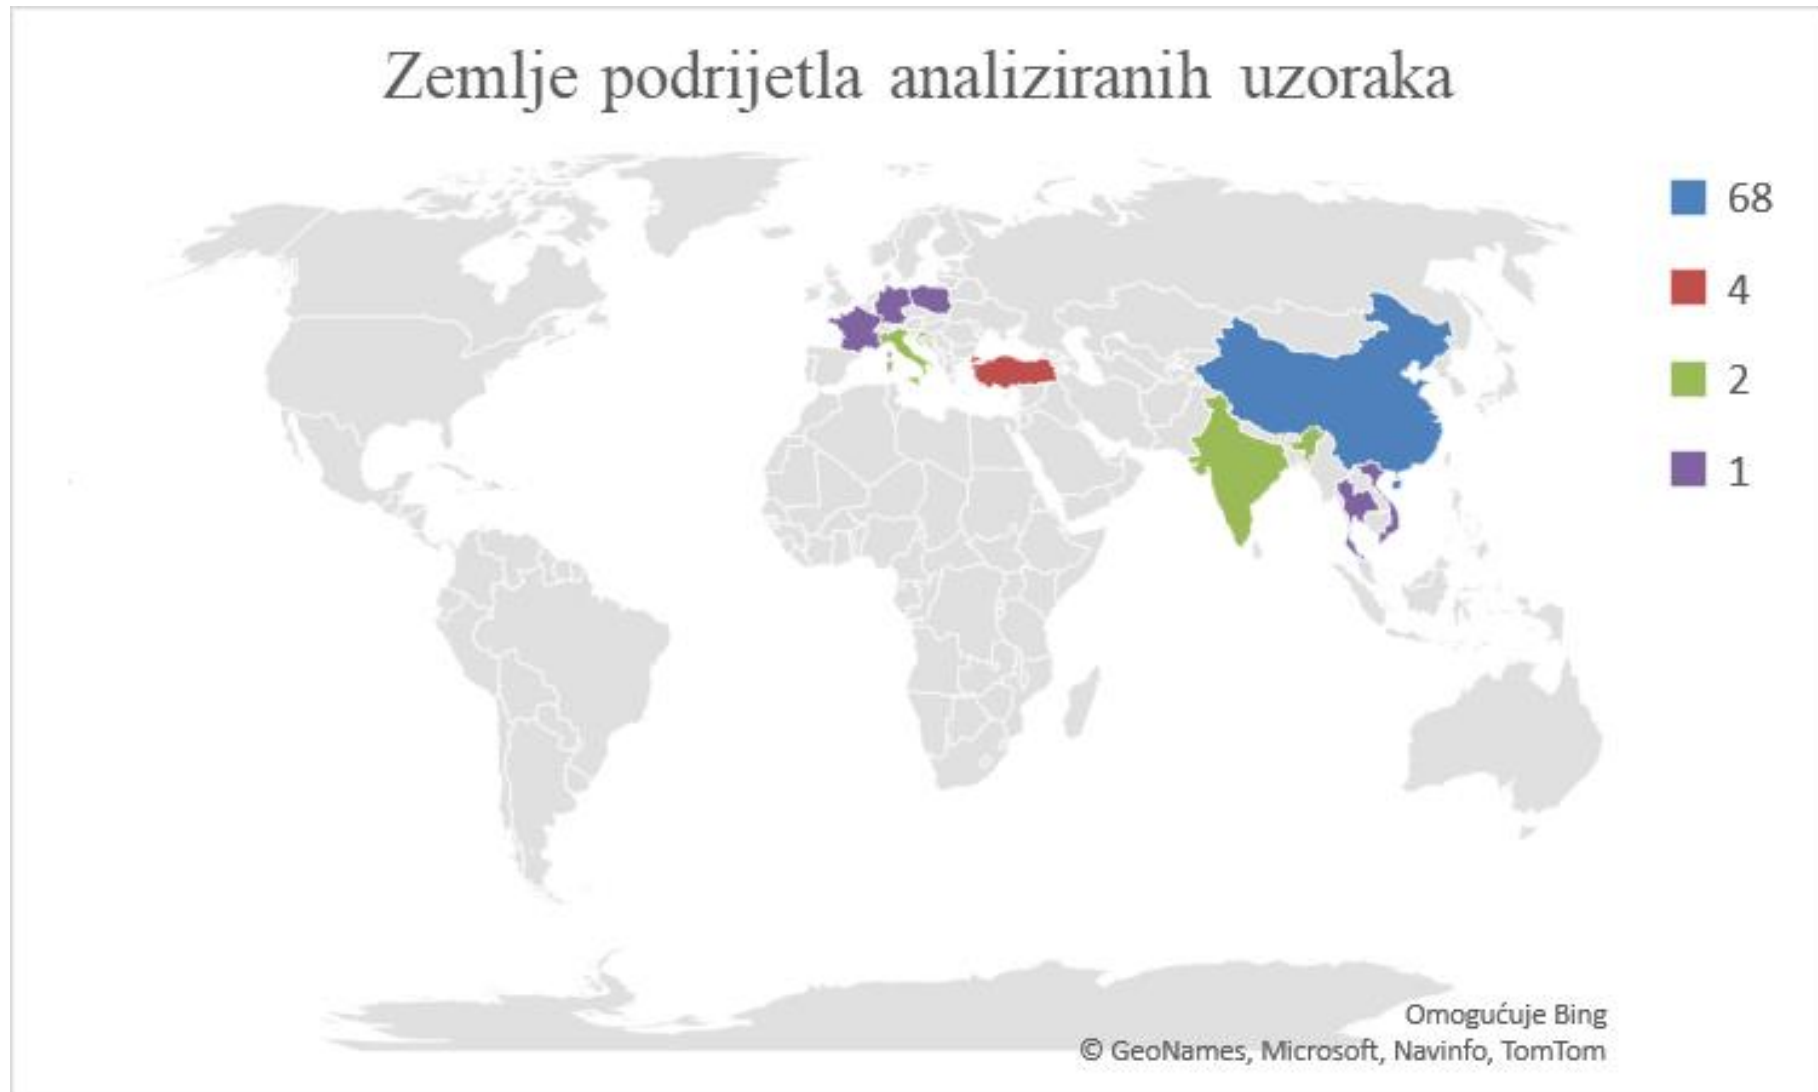 Zemlje podrijetla analiziranih uzoraka
68
4
2
1
Omogućuje Bing
© GeoNames, Microsoft, Navinfo, TomTom